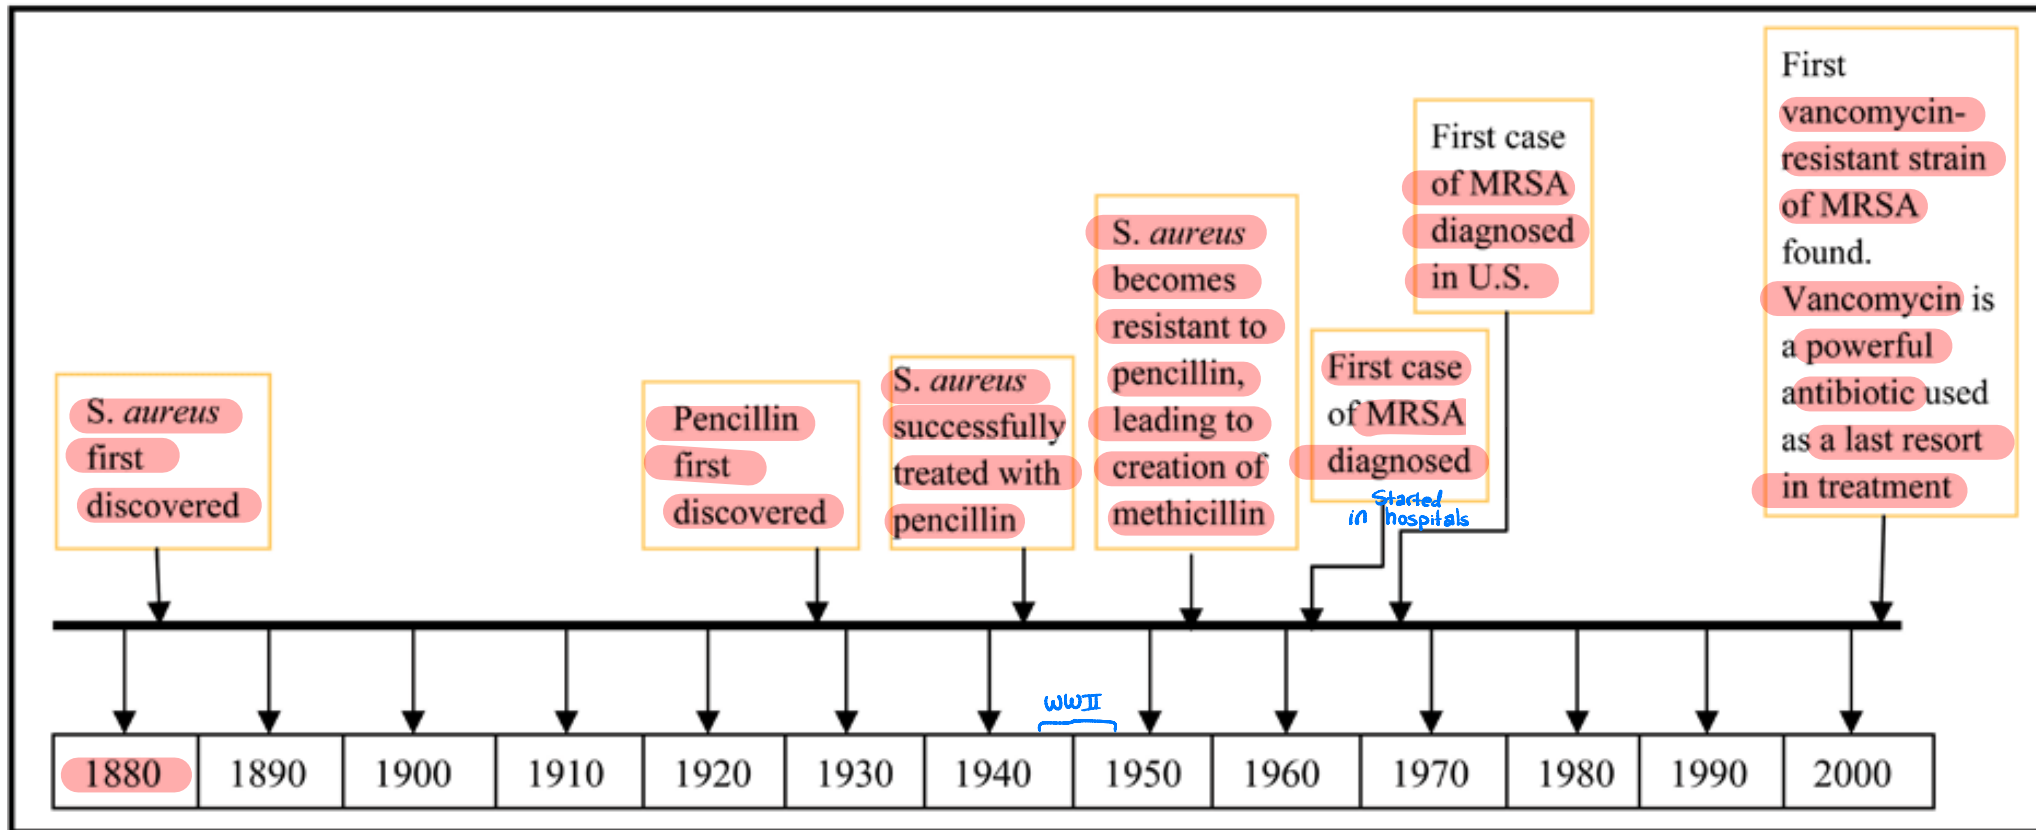 S. aureus
first
discovered
Pencillin
first
discovered
S. aureus
successfully
treated with
pencillin
S. aureus
becomes
resistant to
pencillin,
leading to
creation of
methicillin
First case
of MRSA
diagnosed
Started
in hospitals
First case
of MRSA
diagnosed
in U.S.
First
vancomycin-
resistant strain
of MRSA
found.
Vancomycin is
a powerful
antibiotic used
as a last resort
in treatment
WWII
1880 1890 1900 1910 1920 1930 1940 1950 1960 1970 1980 1990 2000